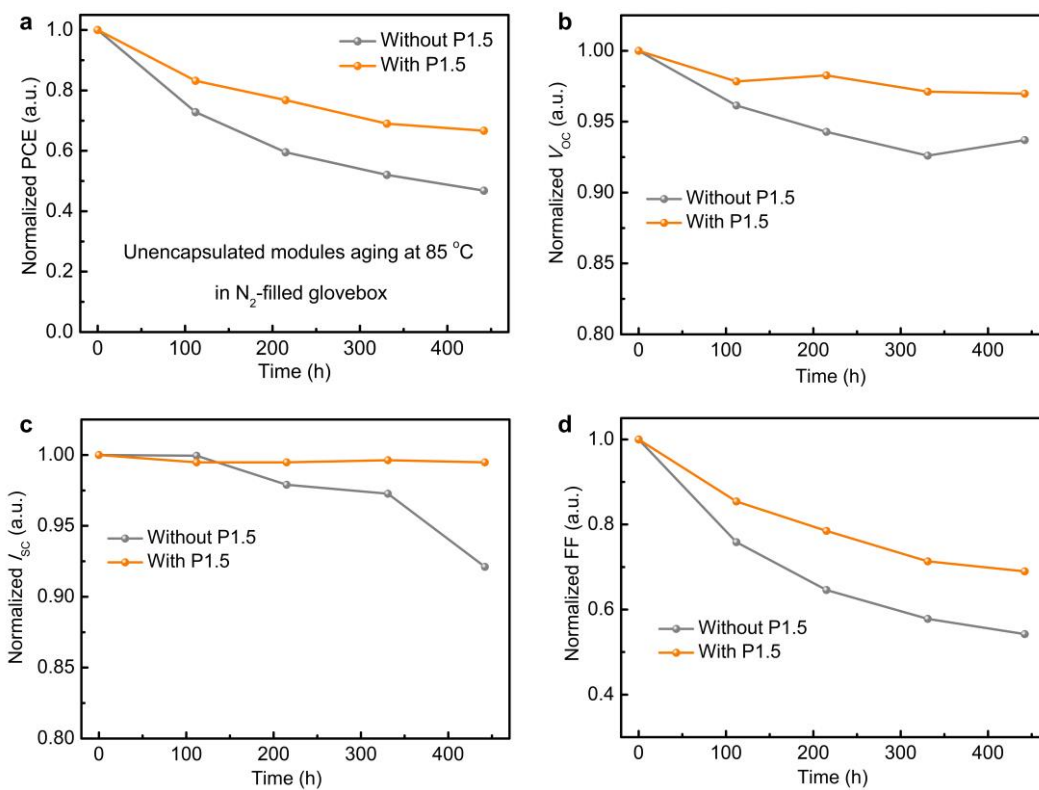 a
Normalized PCE (a.u.)
1.0
0.8
0.6
0.4
0.2
0.0
Without P1.5
With P1.5
Unencapsulated modules aging at 85 °C
in N₂-filled glovebox
0 100 200 300 400
Time (h)
b
Normalized V_OC (a.u.)
1.00
0.95
0.90
0.85
0.80
Without P1.5
With P1.5
0 100 200 300 400
Time (h)
c
Normalized I_SC (a.u.)
1.00
0.95
0.90
0.85
0.80
Without P1.5
With P1.5
0 100 200 300 400
Time (h)
d
Normalized FF (a.u.)
1.0
0.8
0.6
0.4
Without P1.5
With P1.5
0 100 200 300 400
Time (h)